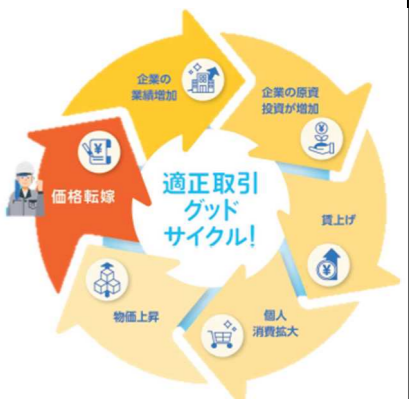 企業の
業績増加
企業の原資
投資が増加
賃上げ
個人
消費拡大
物価上昇
価格転嫁
適正取引
グッド
サイクル!
¥
¥
¥